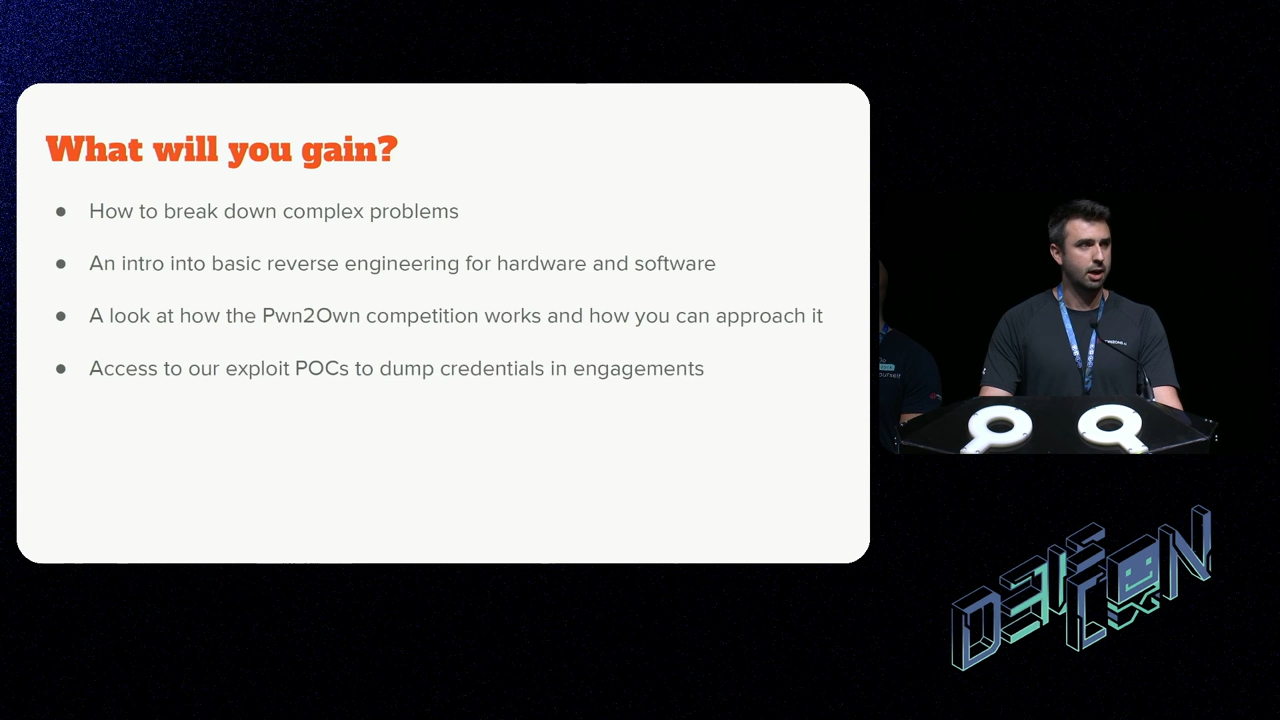 What will you gain?
● How to break down complex problems
● An intro into basic reverse engineering for hardware and software
● A look at how the Pwn2Own competition works and how you can approach it
● Access to our exploit POCs to dump credentials in engagements
DEF
CON